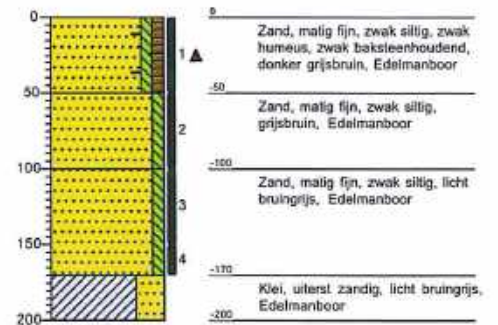 0
50
100
150
200
1
2
3
4
0
Zand, matig fijn, zwak siltig, zwak
humeus, zwak baksteenhoudend,
donker grijsbruin, Edelmanboor
-50
Zand, matig fijn, zwak siltig,
grijsbruin, Edelmanboor
-100
Zand, matig fijn, zwak siltig, licht
bruingrijs, Edelmanboor
-170
Klei, uiterst zandig, licht bruingrijs,
Edelmanboor
-200